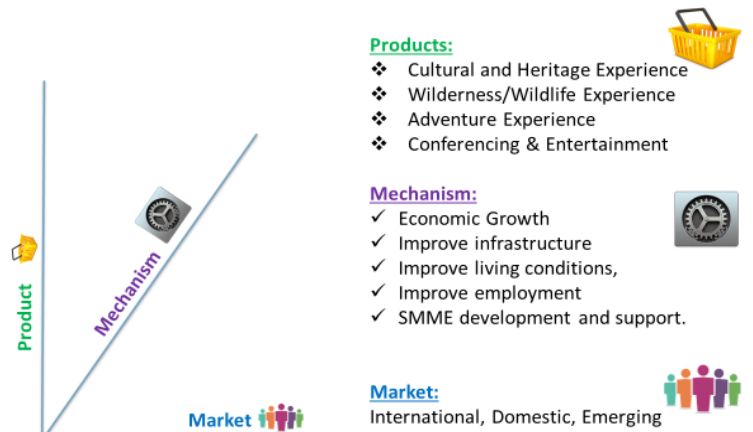 Product
Mechanism
Market
Products:
❖ Cultural and Heritage Experience
❖ Wilderness/Wildlife Experience
❖ Adventure Experience
❖ Conferencing & Entertainment
Mechanism:
✓ Economic Growth
✓ Improve infrastructure
✓ Improve living conditions,
✓ Improve employment
✓ SMME development and support.
Market:
International, Domestic, Emerging